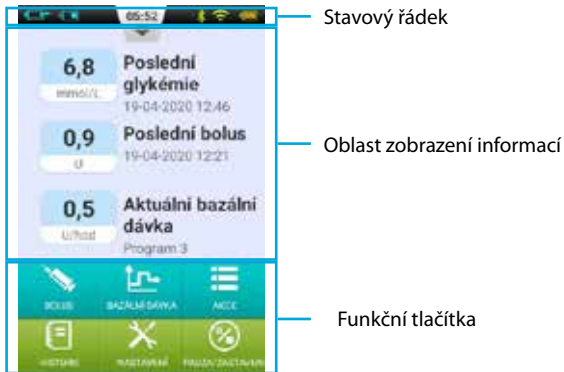 05:52
Stavový řádek
6,8
mmol/L
Poslední
glykémie
19-04-2020 12:46
Oblast zobrazení informací
0,9
U
Poslední bolus
19-04-2020 12:21
0,5
U/hod
Aktuální bazální
dávka
Program 3
BOLUS
BAZÁLNÍ DÁVKA
AKCE
Funkční tlačítka
HISTORIE
NASTAVENÍ
PAUZA/ZASTAVENÍ